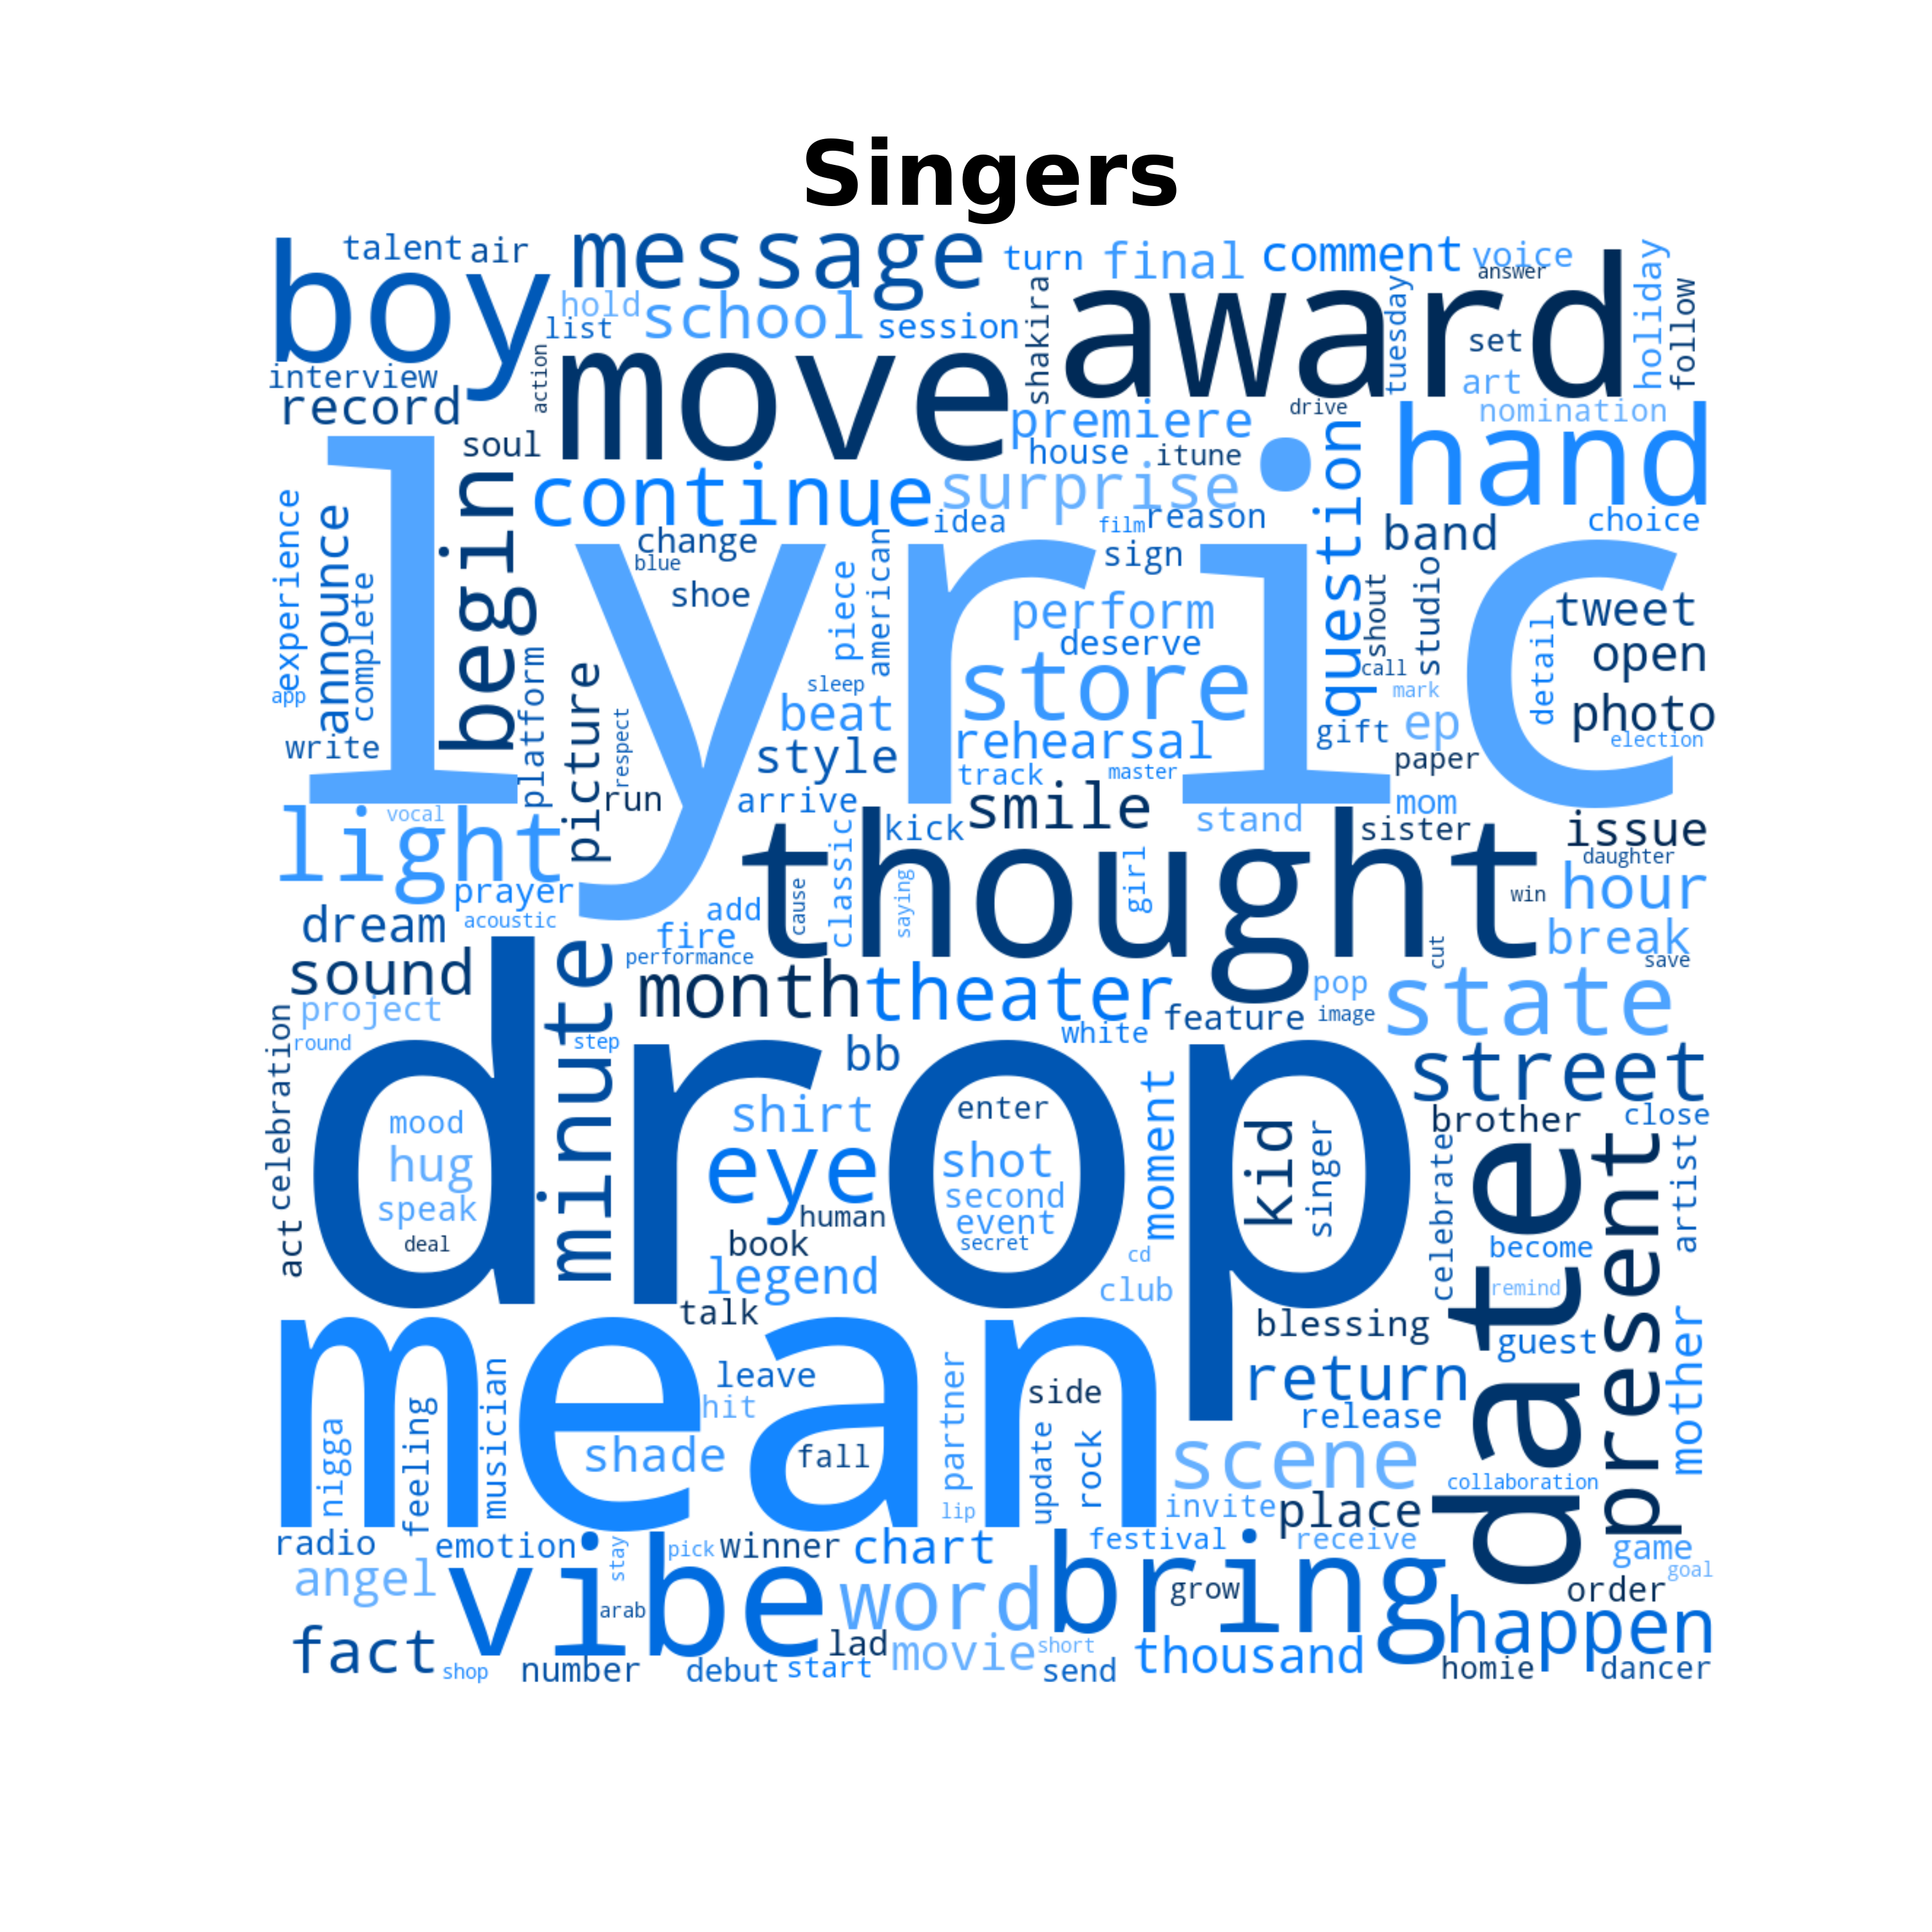 Singers
talent air message turn final comment voice
answer
boy hold school session shakira award tuesday holiday follow
list
interview action move set
record art
premiere drive nomination
soul house itune question hand
begin continue surprise
experience announce idea film reason band choice
change blue american sign
lyric
shoe piece perform shout studio tweet
complete deserve detail open
platform picture sleep store call
app respect beat mark photo
write style rehearsal gift ep election
run track master paper
arrive smile mom
light vocal kick stand sister issue
classic thought girl daughter
prayer cause saying win hour
dream acoustic add
fire cut break
sound minute performance save
project month theater pop state
celebration round step white feature image
bb street
drop
mood shirt enter moment kid singer brother close
hug eye shot celebrate date present artist
speak second
act deal human event
book secret become
legend cd club remind
talk blessing guest mother
mean
leave partner side return
nigga feeling musician hit update rock release
shade fall scene
lip collaboration
invite place
radio emotion stay pick winner chart festival receive game
angel vibe word bring goal
arab grow order
fact lad movie short thousand happen
shop number debut start send homie dancer